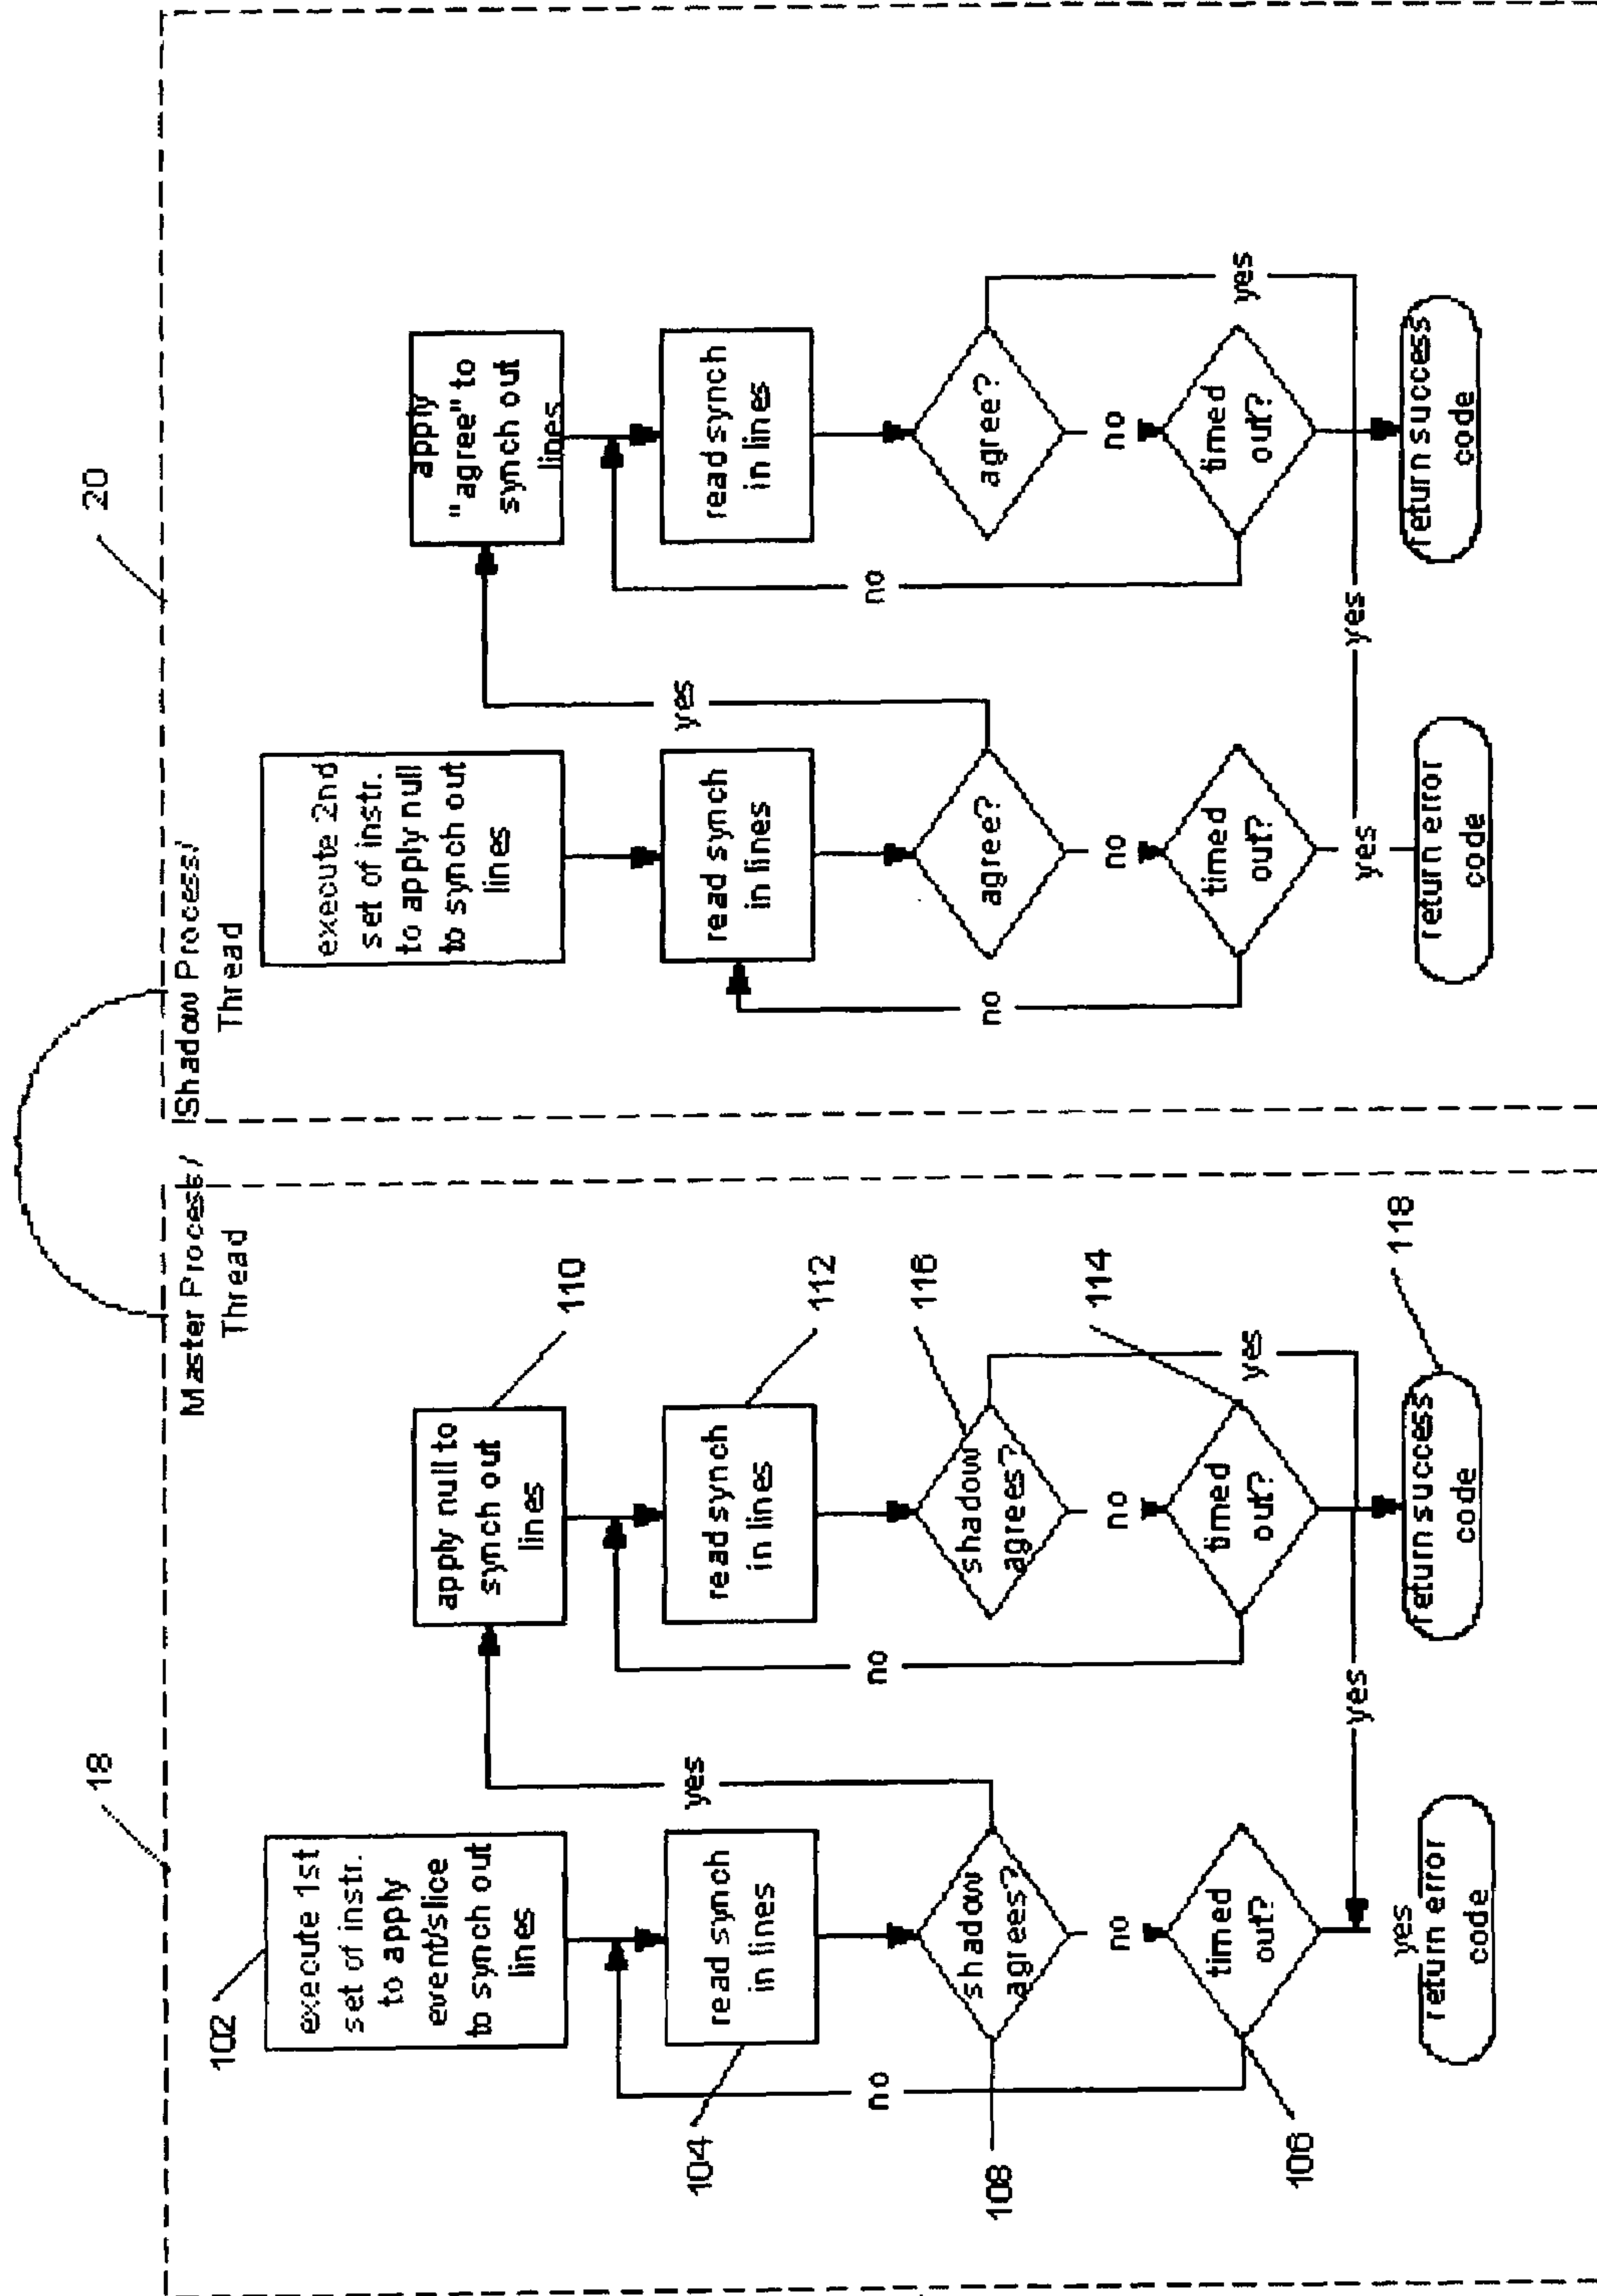 18
Master Process/
Thread
102
execute 1st
set of instr.
to apply
event/slice
to synch out
lines
104
read synch
in lines
108
shadow
agrees?
no
yes
106
timed
out?
no
yes
return error
code
apply null to
synch out
lines
110
read synch
in lines
112
shadow
agrees?
116
no
yes
timed
out?
114
no
yes
return success
code
118
20
Shadow Process/
Thread
execute 2nd
set of instr.
to apply null
to synch out
lines
read synch
in lines
agree?
no
yes
timed
out?
no
yes
return error
code
apply
"agree" to
synch out
lines
read synch
in lines
agree?
no
yes
timed
out?
no
yes
return success
code